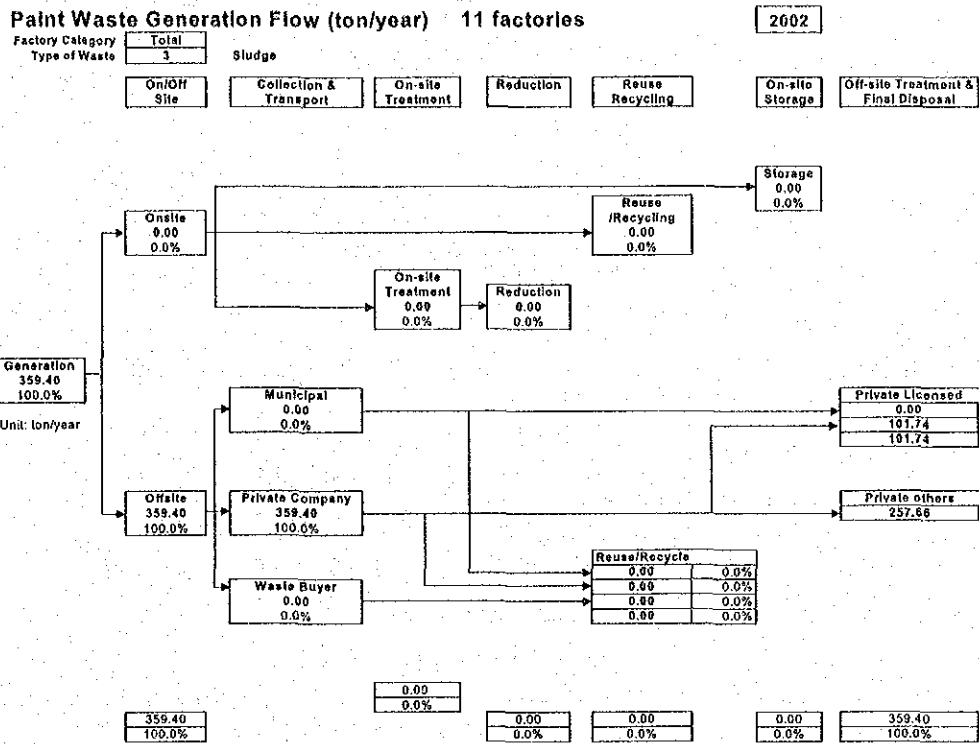 Paint Waste Generation Flow (ton/year) 11 factories 2002
Factory Category Total
Type of Waste 3 Sludge
On/Off Site
Collection & Transport
On-site Treatment
Reduction
Reuse Recycling
On-site Storage
Off-site Treatment & Final Disposal
Storage
0.00
0.0%
Onsite
0.00
0.0%
Reuse
/Recycling
0.00
0.0%
On-site
Treatment
0.00
0.0%
Reduction
0.00
0.0%
Generation
359.40
100.0%
Unit: ton/year
Municipal
0.00
0.0%
Private Licensed
0.00
101.74
101.74
Offsite
359.40
100.0%
Private Company
359.40
100.0%
Private others
257.66
Waste Buyer
0.00
0.0%
Reuse/Recycle
0.00 0.0%
0.00 0.0%
0.00 0.0%
0.00 0.0%
0.00
0.0%
359.40
100.0%
0.00
0.0%
0.00
0.0%
0.00
0.0%
359.40
100.0%